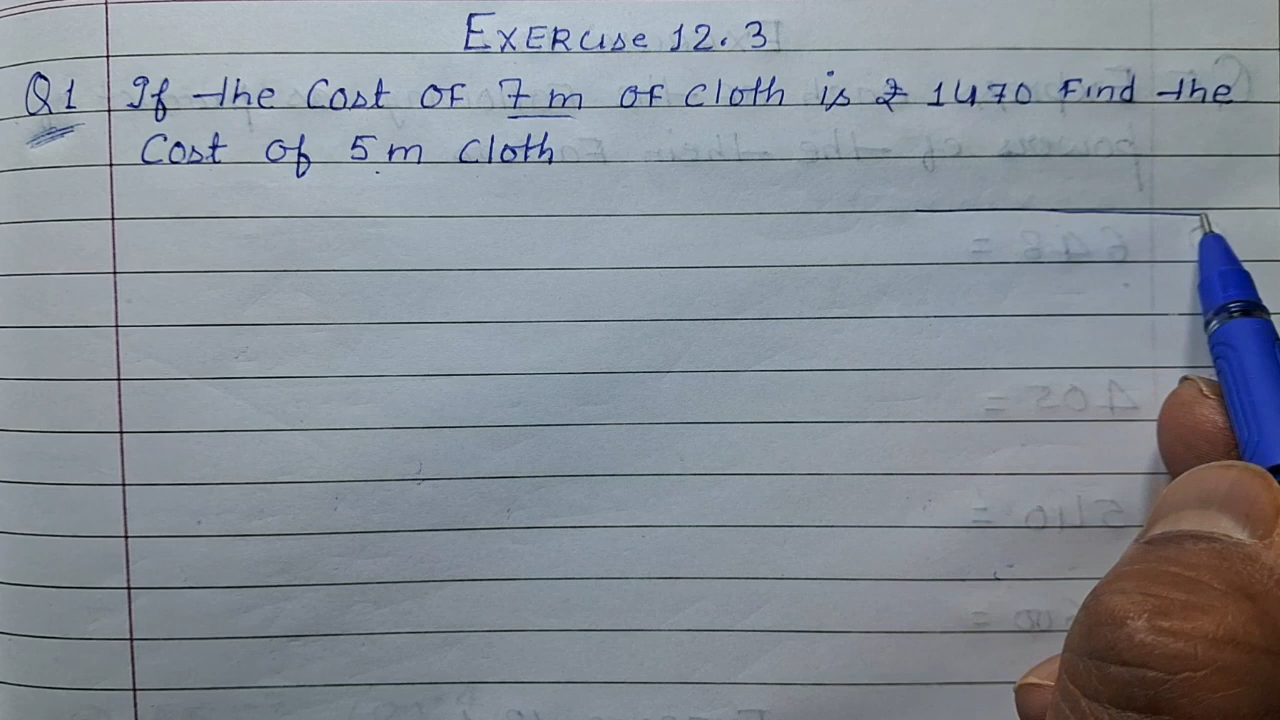 EXERCISE 12.3
Q1 If the Cost OF 7 m OF Cloth is ₹ 1470 Find the
Cost of 5 m Cloth